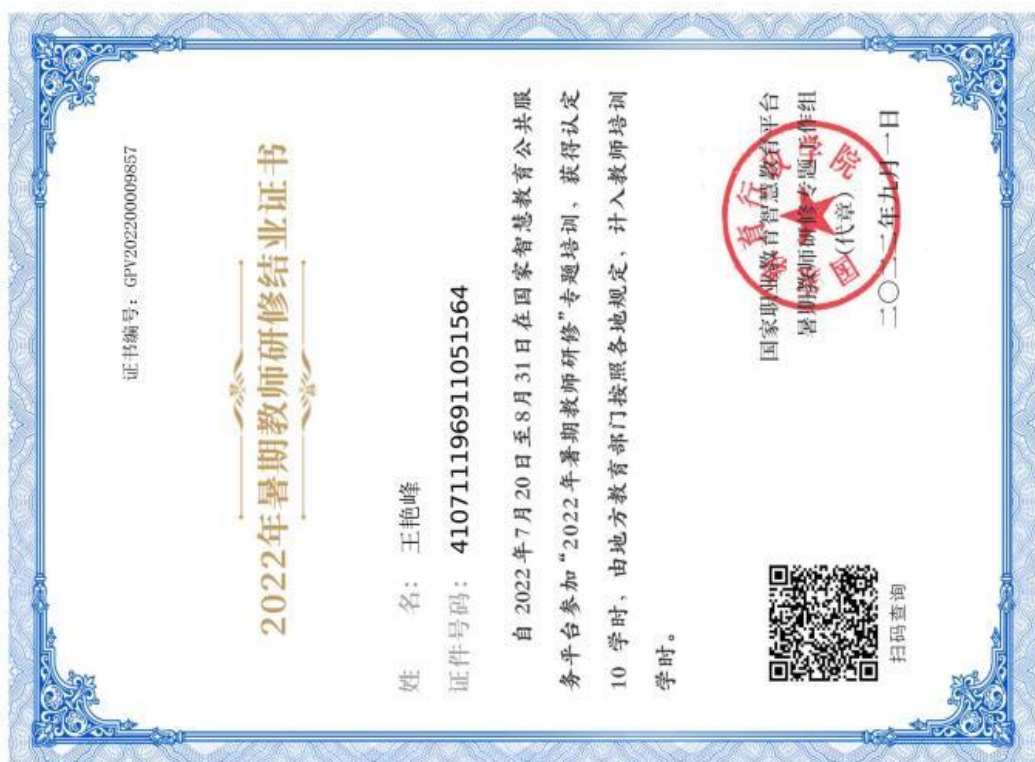 证书编号：GPV2022200009857
2022年暑期教师研修结业证书
姓 名：王艳峰
证件号码：410711196911051564
自2022年7月20日至8月31日在国家智慧教育公共服
务平台参加“2022年暑期教师研修”专题培训，获得认定
10 学时，由地方教育部门按照各地规定，计入教师培训
学时。
国家职业教育智慧教育平台
暑期教师研修专题工作组
（代章）
二〇二二年九月一日
扫码查询